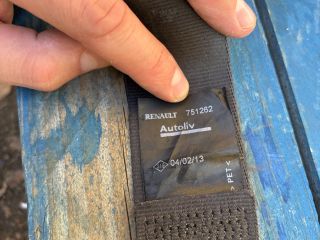 RENAULT 751262
Autoliv
04/02/13
> PET <